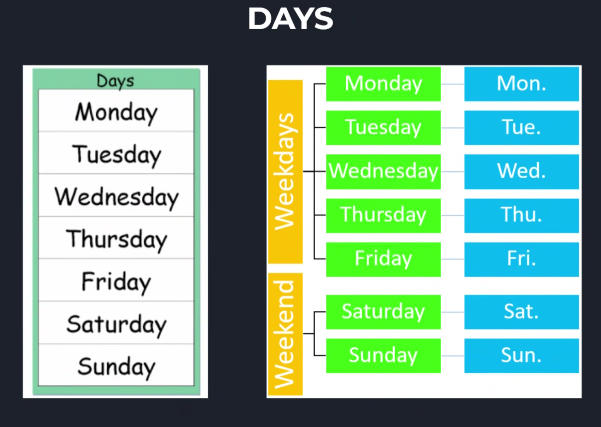 DAYS
Days
Monday
Tuesday
Wednesday
Thursday
Friday
Saturday
Sunday
Weekdays
Monday Mon.
Tuesday Tue.
Wednesday Wed.
Thursday Thu.
Friday Fri.
Weekend
Saturday Sat.
Sunday Sun.